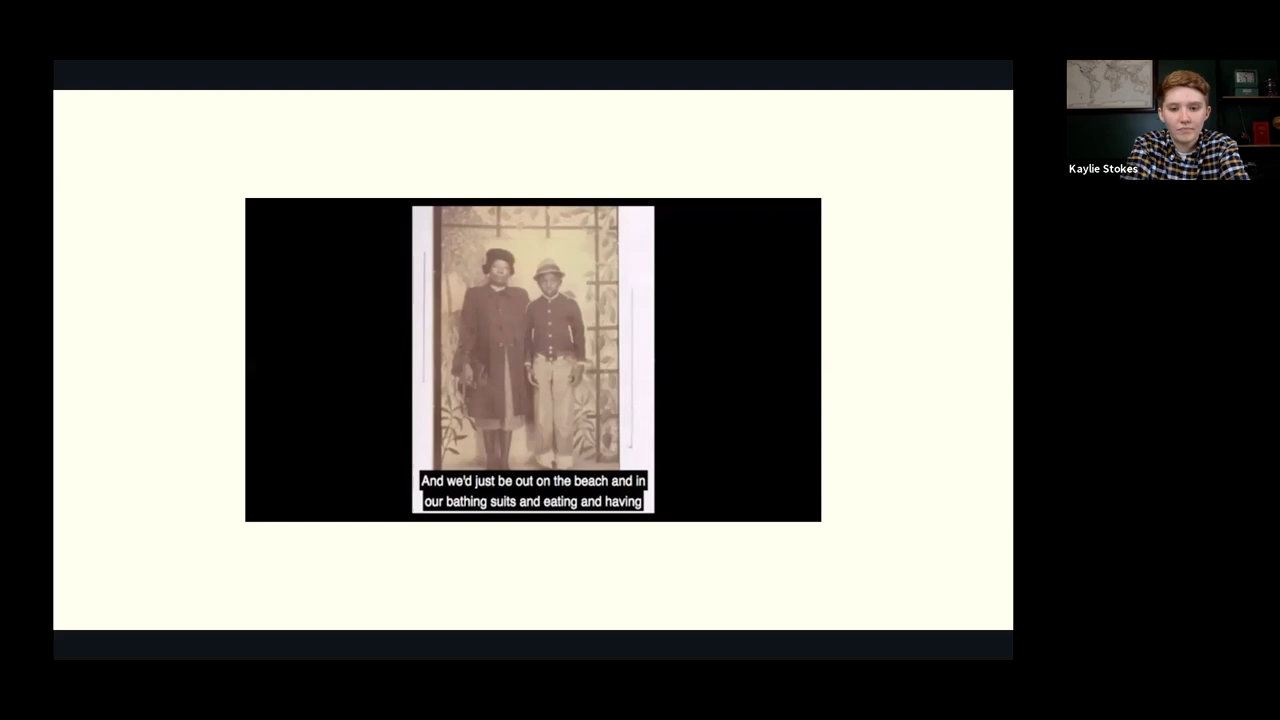 Kaylie Stokes
And we'd just be out on the beach and in
our bathing suits and eating and having